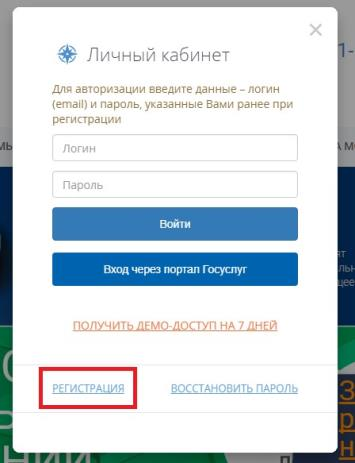 ×
1-
Личный кабинет
Для авторизации введите данные – логин
(email) и пароль, указанные Вами ранее при
регистрации
Логин
Пароль
Войти
Вход через портал Госуслуг
ПОЛУЧИТЬ ДЕМО-ДОСТУП НА 7 ДНЕЙ
РЕГИСТРАЦИЯ
ВОССТАНОВИТЬ ПАРОЛЬ